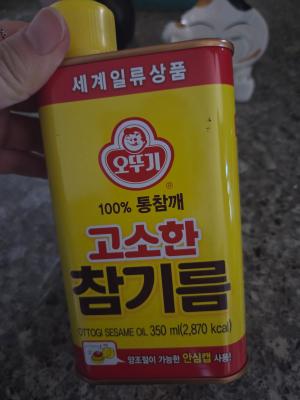 세계일류상품
오뚜기
®
100% 통참깨
고소한
참기름
OTTOGI SESAME OIL 350 ml(2,870 kcal)
양조절이 가능한 안심캡 사용!